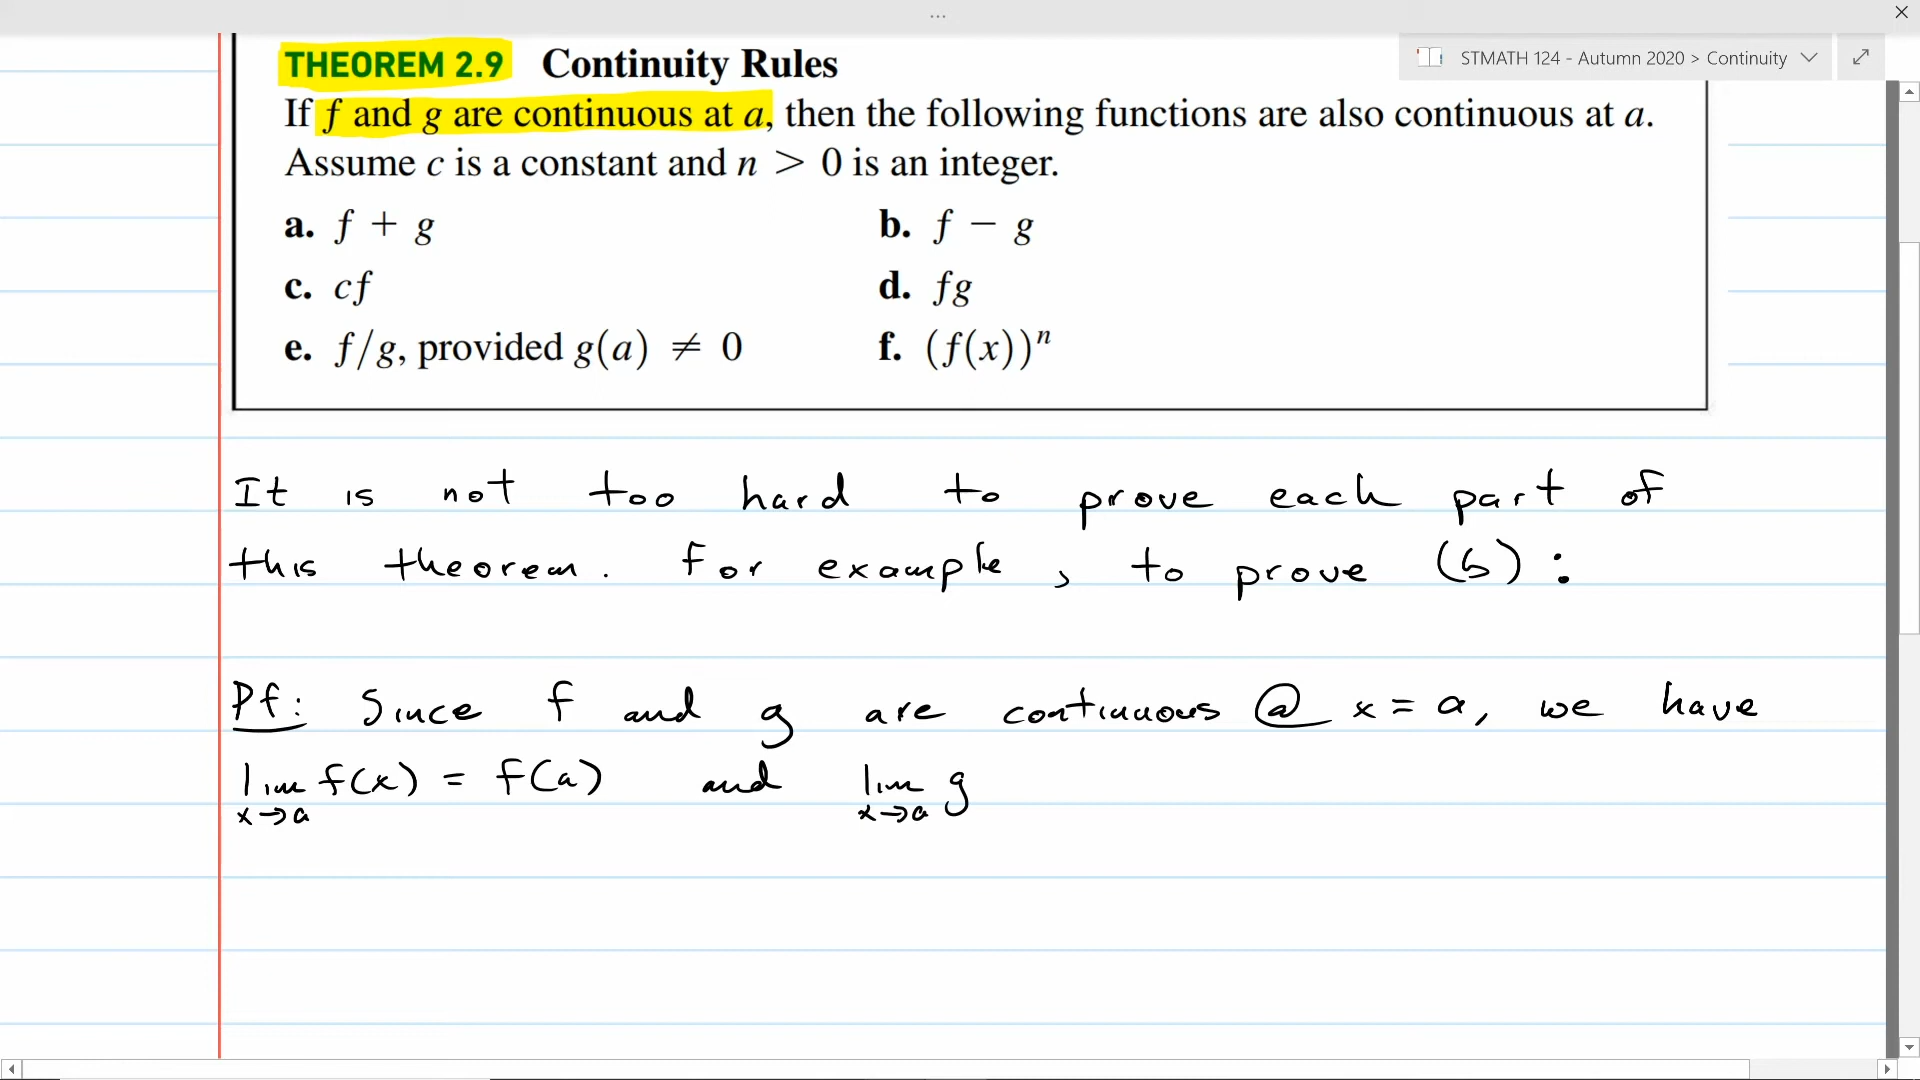 ...
STMATH 124 - Autumn 2020 > Continuity
THEOREM 2.9 Continuity Rules
If f and g are continuous at a, then the following functions are also continuous at a.
Assume c is a constant and n > 0 is an integer.
a. f + g b. f − g
c. cf d. fg
e. f/g, provided g(a) ≠ 0 f. (f(x))ⁿ
It is not too hard to prove each part of
this theorem. For example, to prove (b):
Pf: Since f and g are continuous @ x = a, we have
lim f(x) = f(a) and lim g
x→a x→a